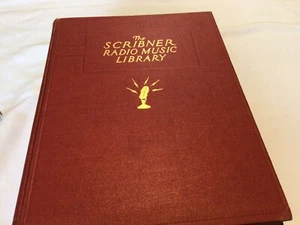 The
SCRIBNER
RADIO MUSIC
LIBRARY